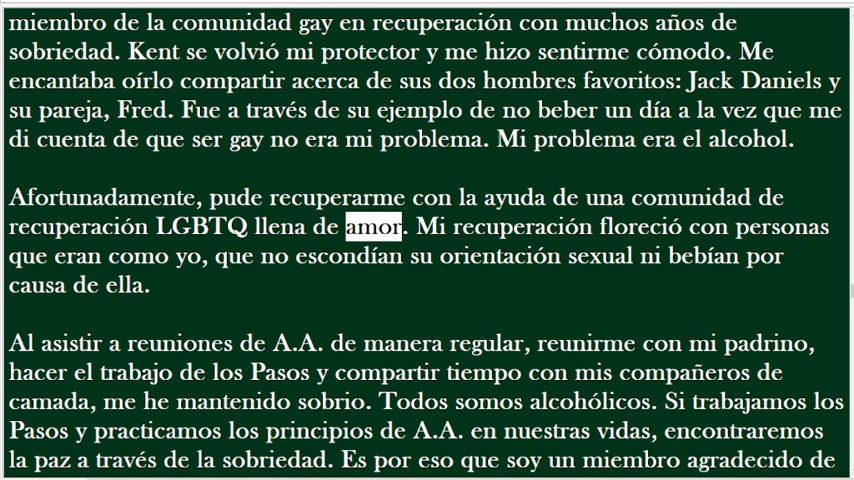 miembro de la comunidad gay en recuperación con muchos años de
sobriedad. Kent se volvió mi protector y me hizo sentirme cómodo. Me
encantaba oírlo compartir acerca de sus dos hombres favoritos: Jack Daniels y
su pareja, Fred. Fue a través de su ejemplo de no beber un día a la vez que me
di cuenta de que ser gay no era mi problema. Mi problema era el alcohol.
Afortunadamente, pude recuperarme con la ayuda de una comunidad de
recuperación LGBTQ llena de amor. Mi recuperación floreció con personas
que eran como yo, que no escondían su orientación sexual ni bebían por
causa de ella.
Al asistir a reuniones de A.A. de manera regular, reunirme con mi padrino,
hacer el trabajo de los Pasos y compartir tiempo con mis compañeros de
camada, me he mantenido sobrio. Todos somos alcohólicos. Si trabajamos los
Pasos y practicamos los principios de A.A. en nuestras vidas, encontraremos
la paz a través de la sobriedad. Es por eso que soy un miembro agradecido de